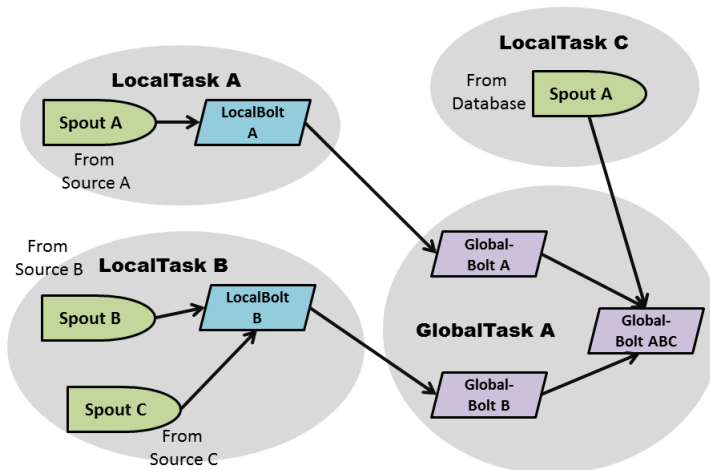 LocalTask A
Spout A
LocalBolt
A
From
Source A
LocalTask C
From
Database
Spout A
From
Source B
LocalTask B
Spout B
LocalBolt
B
Spout C
From
Source C
Global-
Bolt A
GlobalTask A
Global-
Bolt ABC
Global-
Bolt B